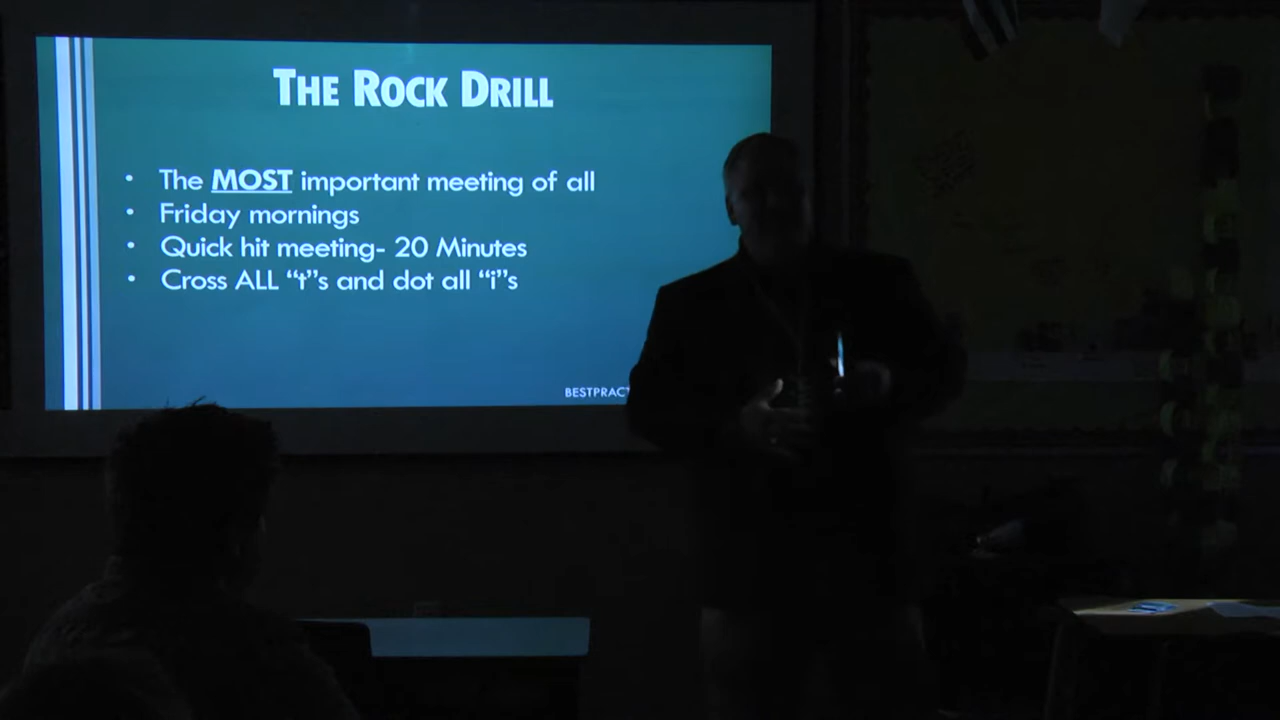 THE ROCK DRILL
• The MOST important meeting of all
• Friday mornings
• Quick hit meeting- 20 Minutes
• Cross ALL “t”s and dot all “i”s